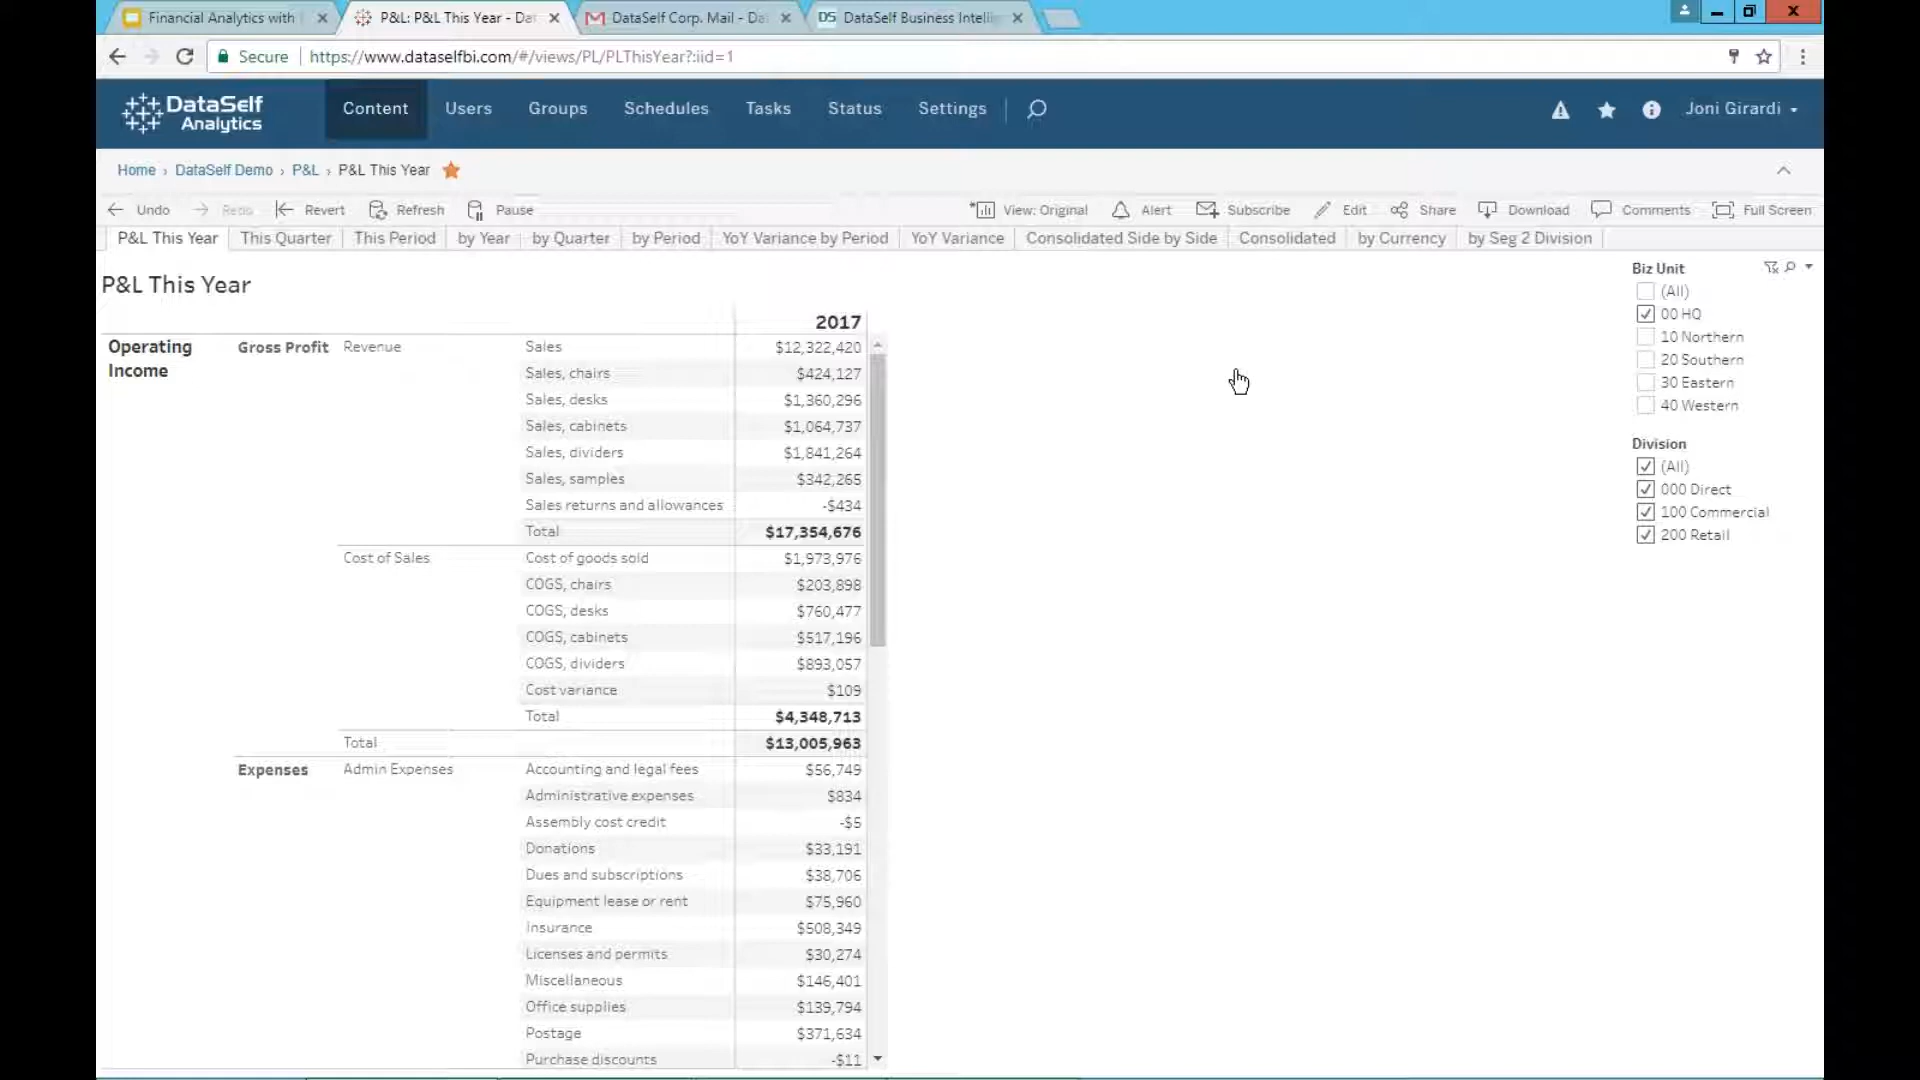 Financial Analytics with
P&L: P&L This Year - Dat
DataSelf Corp. Mail - Da
DS DataSelf Business Intelli
Secure https://www.dataselfbi.com/#/views/PL/PLThisYear?:iid=1
DataSelf Analytics
Content Users Groups Schedules Tasks Status Settings
Joni Girardi
Home › DataSelf Demo › P&L › P&L This Year
Undo Redo Revert Refresh Pause
View: Original Alert Subscribe Edit Share Download Comments Full Screen
P&L This Year This Quarter This Period by Year by Quarter by Period YoY Variance by Period YoY Variance Consolidated Side by Side Consolidated by Currency by Seg 2 Division
P&L This Year
2017
Operating Income
Gross Profit Revenue Sales $12,322,420
Sales, chairs $424,127
Sales, desks $1,360,296
Sales, cabinets $1,064,737
Sales, dividers $1,841,264
Sales, samples $342,265
Sales returns and allowances -$434
Total $17,354,676
Cost of Sales Cost of goods sold $1,973,976
COGS, chairs $203,898
COGS, desks $760,477
COGS, cabinets $517,196
COGS, dividers $893,057
Cost variance $109
Total $4,348,713
Total $13,005,963
Expenses Admin Expenses Accounting and legal fees $56,749
Administrative expenses $834
Assembly cost credit -$5
Donations $33,191
Dues and subscriptions $38,706
Equipment lease or rent $75,960
Insurance $508,349
Licenses and permits $30,274
Miscellaneous $146,401
Office supplies $139,794
Postage $371,634
Purchase discounts -$11
Biz Unit
(All)
00 HQ
10 Northern
20 Southern
30 Eastern
40 Western
Division
(All)
000 Direct
100 Commercial
200 Retail